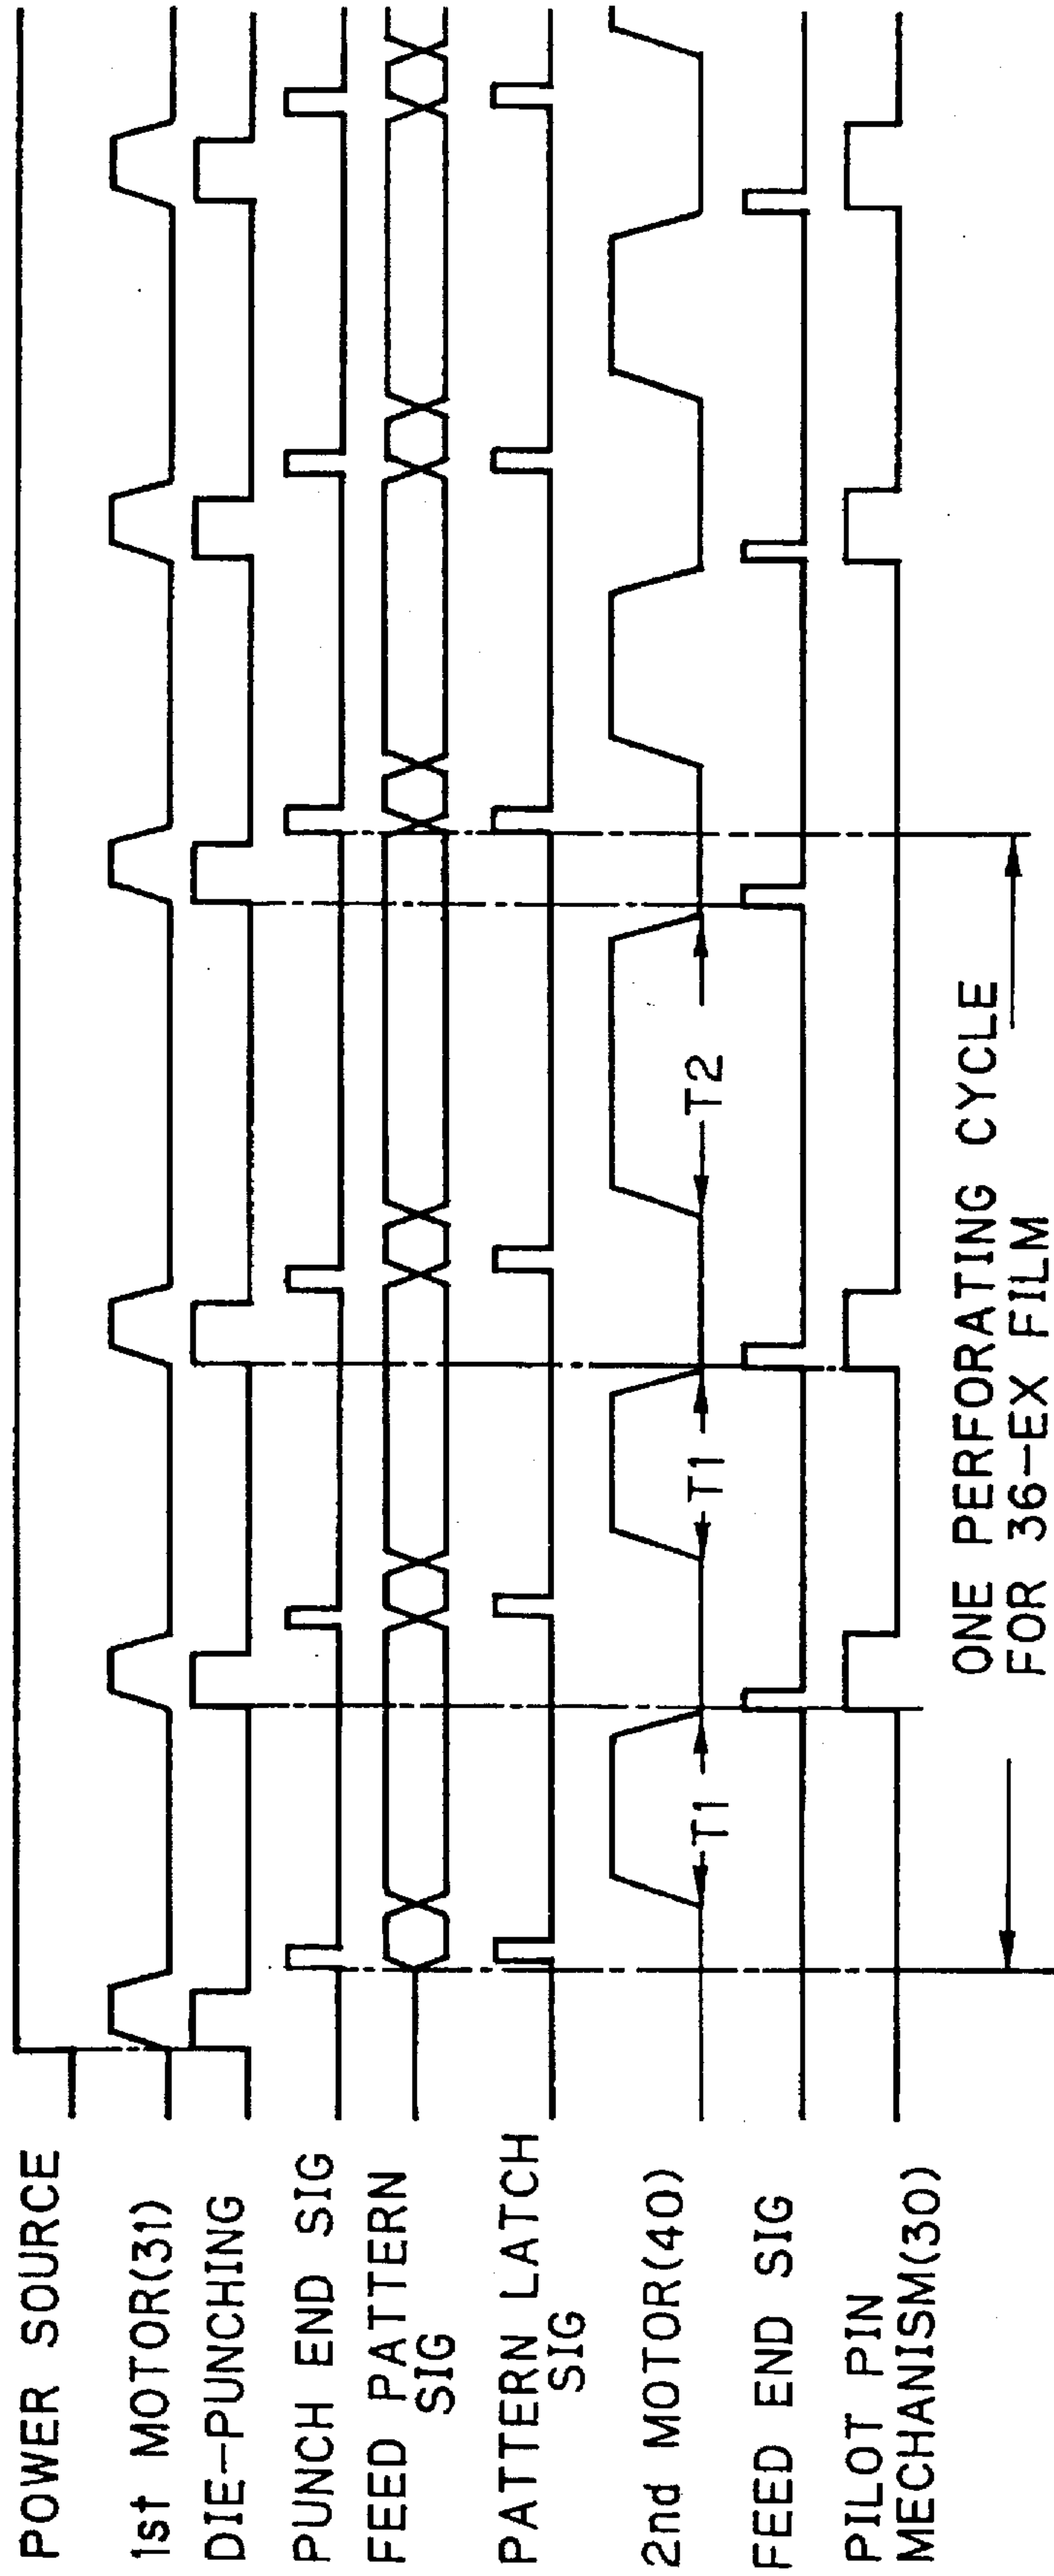 POWER SOURCE
1st MOTOR(31)
DIE-PUNCHING
PUNCH END SIG
FEED PATTERN
SIG
PATTERN LATCH
SIG
2nd MOTOR(40)
FEED END SIG
PILOT PIN
MECHANISM(30)
T1
T1
T2
ONE PERFORATING CYCLE
FOR 36-EX FILM